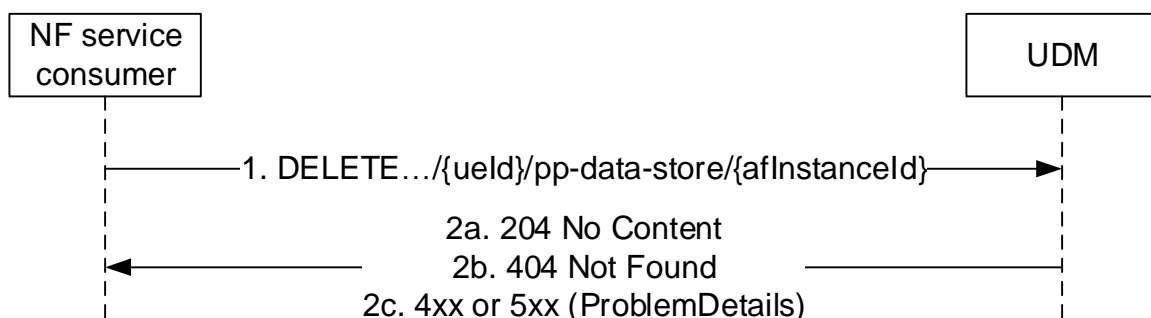 NF service
consumer
UDM
1. DELETE…/{ueId}/pp-data-store/{afInstanceId}
2a. 204 No Content
2b. 404 Not Found
2c. 4xx or 5xx (ProblemDetails)